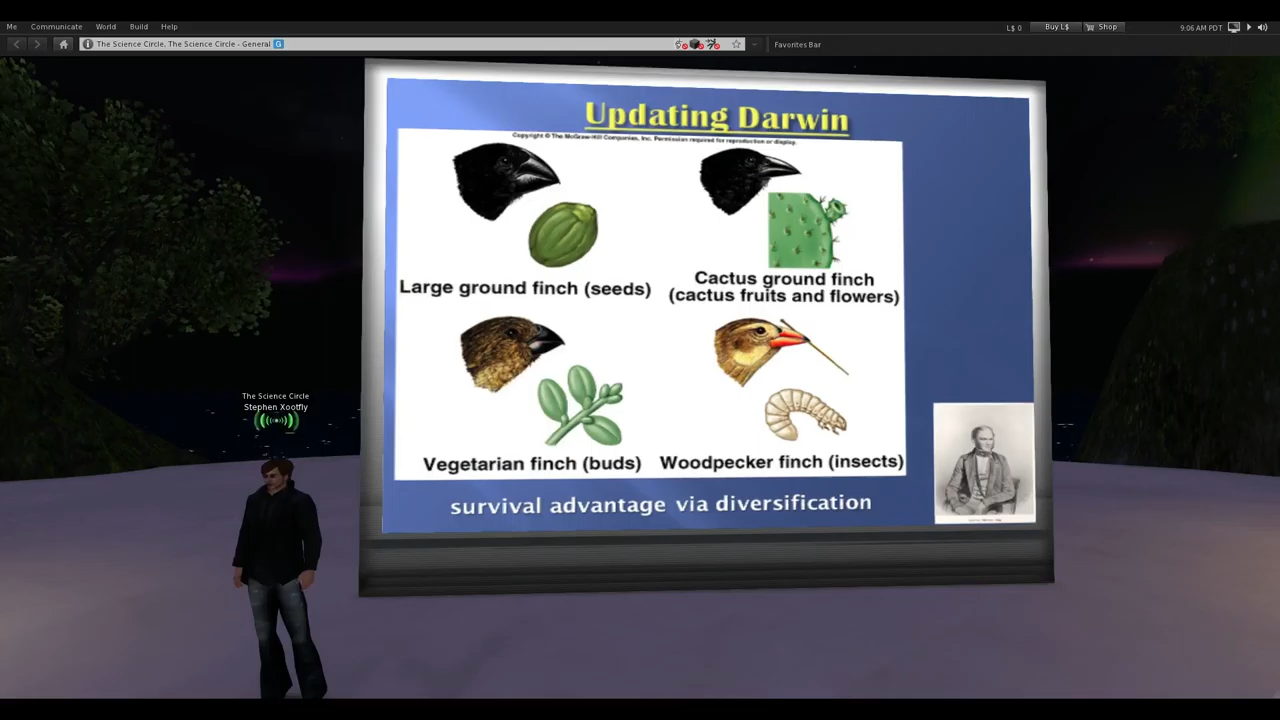 Me Communicate World Build Help
L$ 0 Buy L$ Shop 9:06 AM PDT
The Science Circle, The Science Circle - General G
Favorites Bar
Updating Darwin
Copyright © The McGraw-Hill Companies, Inc. Permission required for reproduction or display.
Large ground finch (seeds)
Cactus ground finch
(cactus fruits and flowers)
Vegetarian finch (buds)
Woodpecker finch (insects)
survival advantage via diversification
The Science Circle
Stephen Xootfly